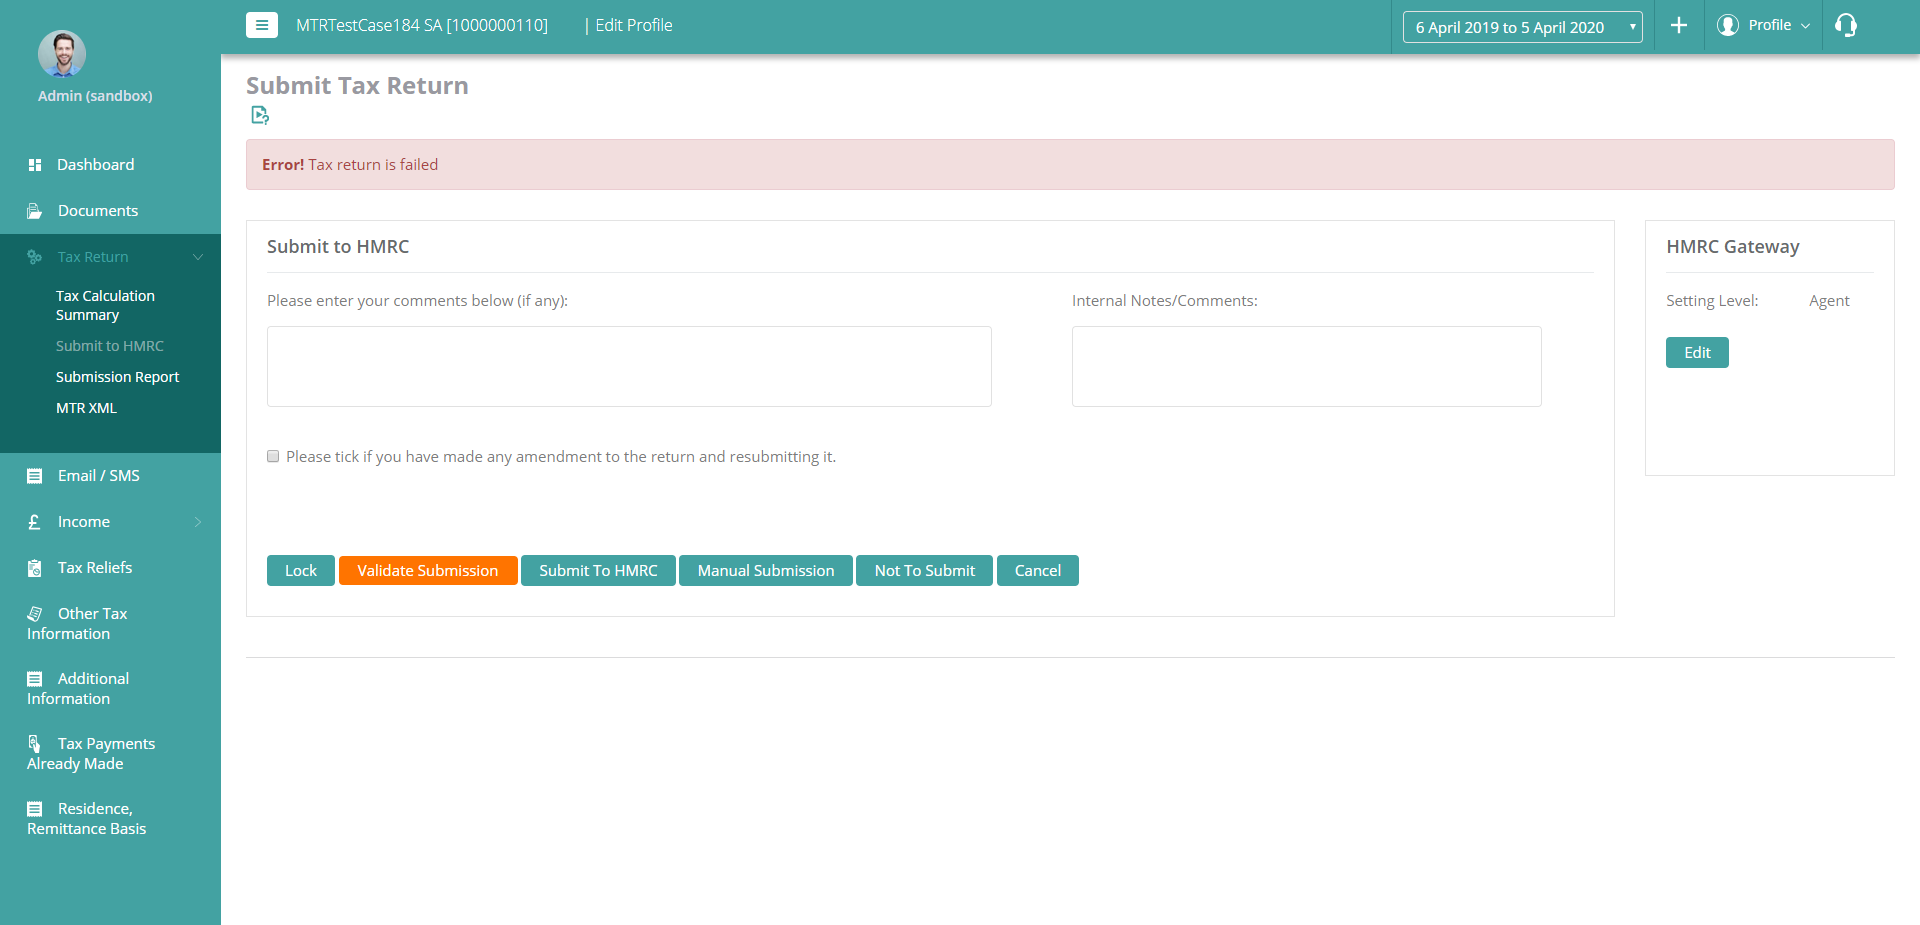 MTRTestCase184 SA [1000000110] | Edit Profile
6 April 2019 to 5 April 2020
Profile
Admin (sandbox)
Dashboard
Documents
Tax Return
Tax Calculation
Summary
Submit to HMRC
Submission Report
MTR XML
Email / SMS
Income
Tax Reliefs
Other Tax
Information
Additional
Information
Tax Payments
Already Made
Residence,
Remittance Basis
Submit Tax Return
Error! Tax return is failed
Submit to HMRC
Please enter your comments below (if any):
Internal Notes/Comments:
Please tick if you have made any amendment to the return and resubmitting it.
Lock
Validate Submission
Submit To HMRC
Manual Submission
Not To Submit
Cancel
HMRC Gateway
Setting Level: Agent
Edit